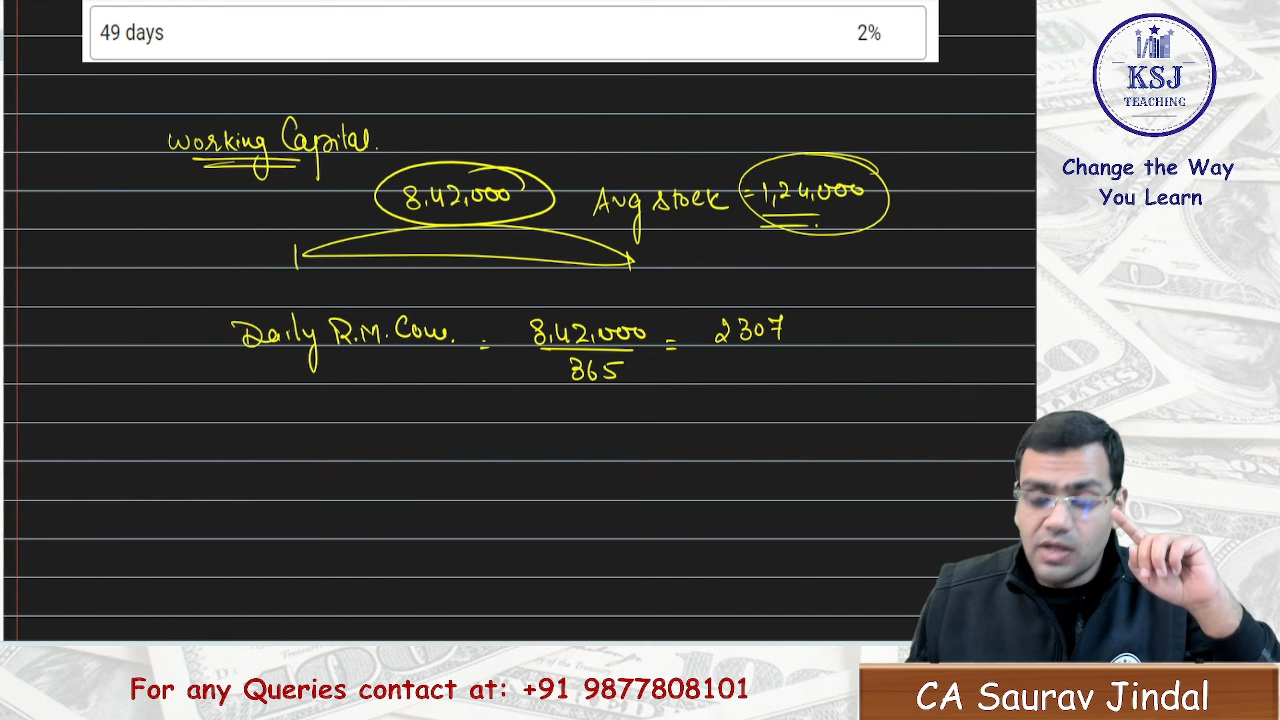 49 days 2%
KSJ
TEACHING
Change the Way
You Learn
Working Capital.
8,42,000 Avg stock = 1,24,000
Daily R.M. Con. = 8,42,000 / 365 = 2307
For any Queries contact at: +91 9877808101
CA Saurav Jindal